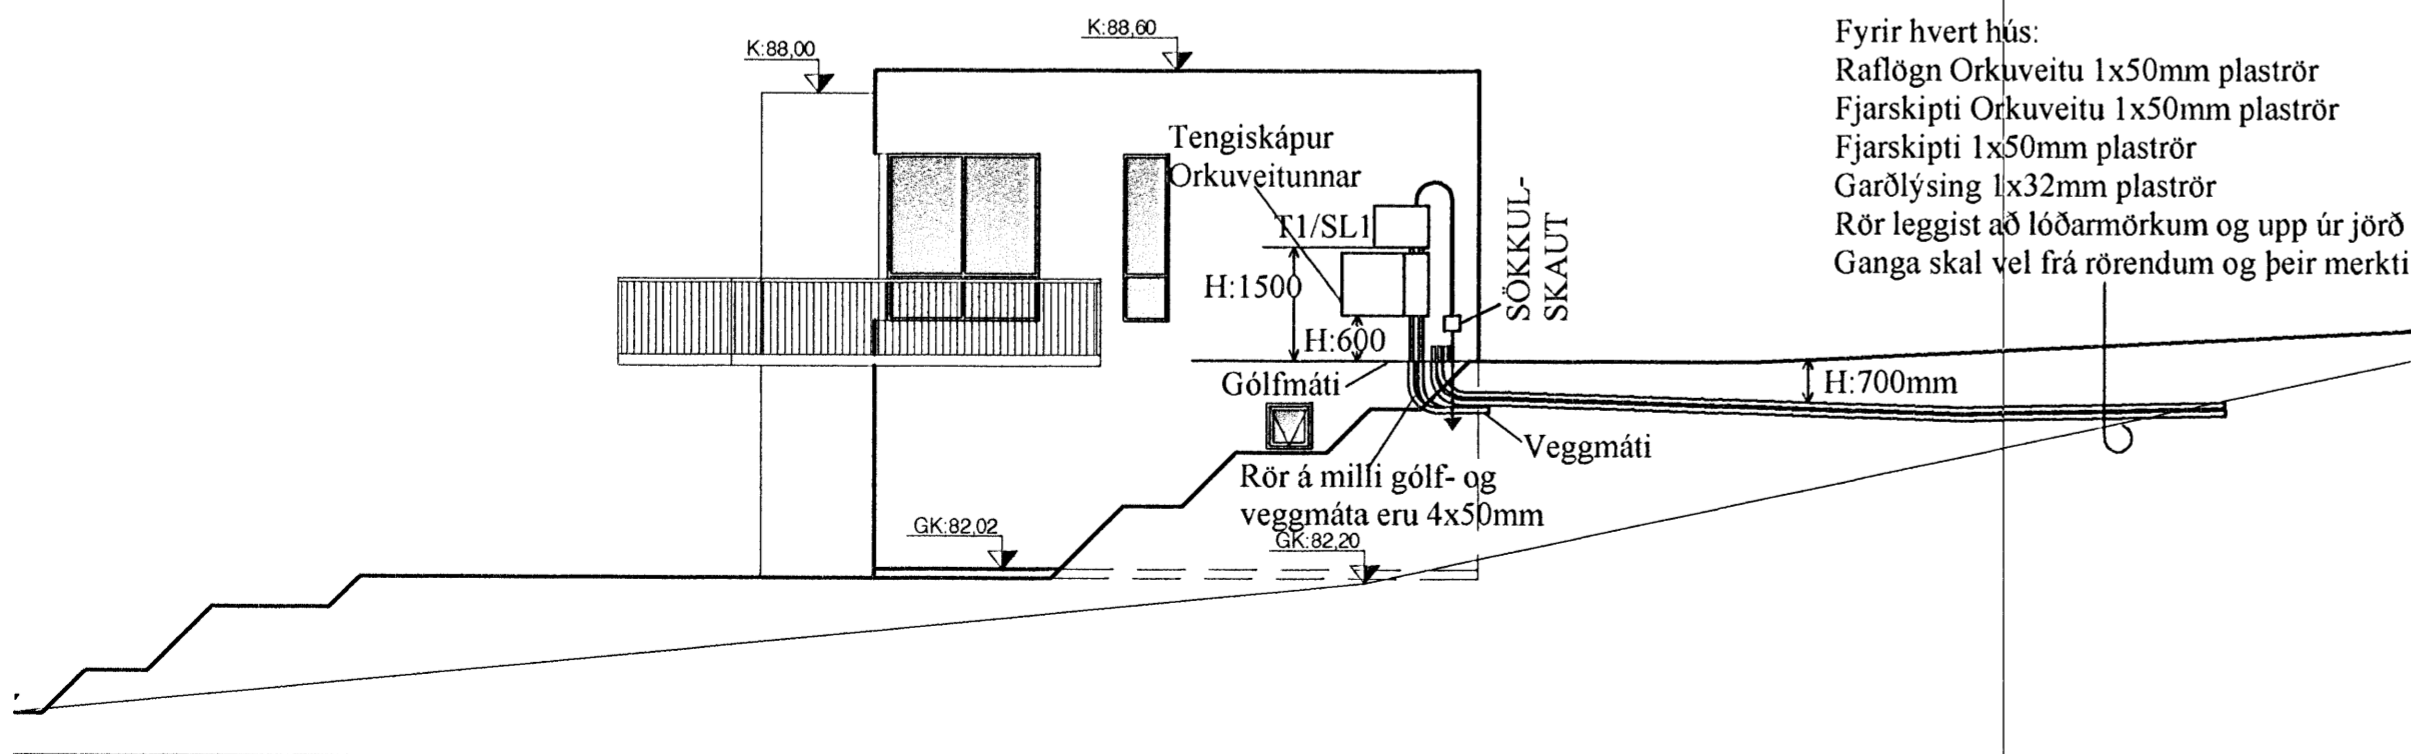 K:88,00
K:88,60
Fyrir hvert hús:
Raflögn Orkuveitu 1x50mm plaströr
Fjarskipti Orkuveitu 1x50mm plaströr
Fjarskipti 1x50mm plaströr
Garðlýsing 1x32mm plaströr
Rör leggist að lóðarmörkum og upp úr jörð
Ganga skal vel frá rörendum og þeir merkti
Tengiskápur
Orkuveitunnar
T1/SL1
SÖKKUL-
SKAUT
H:1500
H:600
Gólfmáti
H:700mm
Veggmáti
Rör á milli gólf- og
veggmáta eru 4x50mm
GK:82,02
GK:82,20